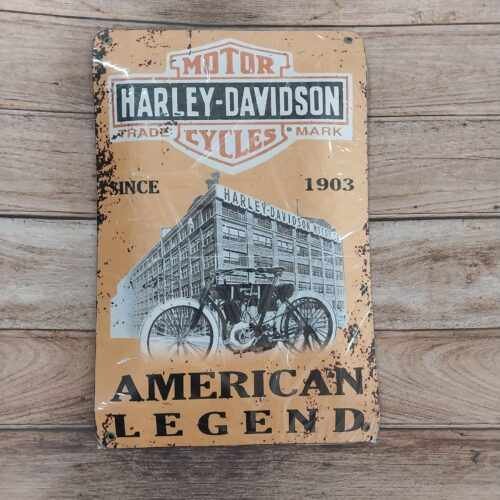 MOTOR
HARLEY-DAVIDSON
TRADE MARK
CYCLES
SINCE 1903
HARLEY-DAVIDSON
AMERICAN
LEGEND